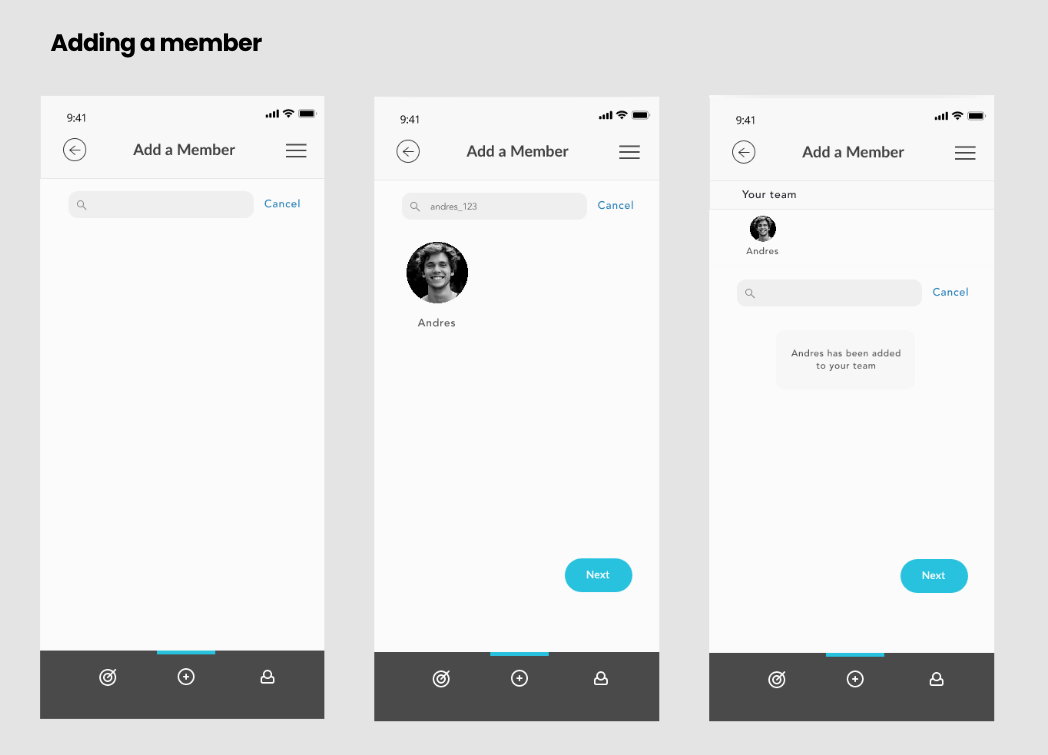 Adding a member
9:41
Add a Member
Cancel
9:41
Add a Member
andres_123
Cancel
Andres
Next
9:41
Add a Member
Your team
Andres
Cancel
Andres has been added
to your team
Next